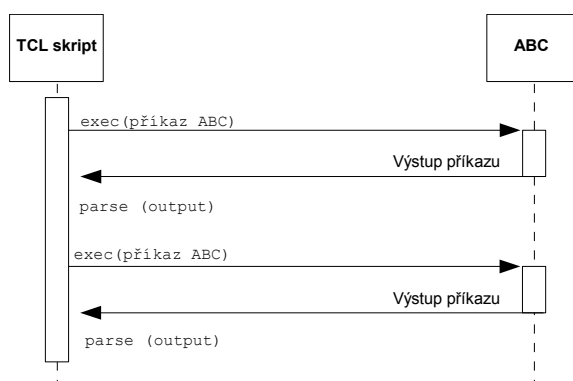 TCL skript
ABC
exec(příkaz ABC)
Výstup příkazu
parse (output)
exec(příkaz ABC)
Výstup příkazu
parse (output)